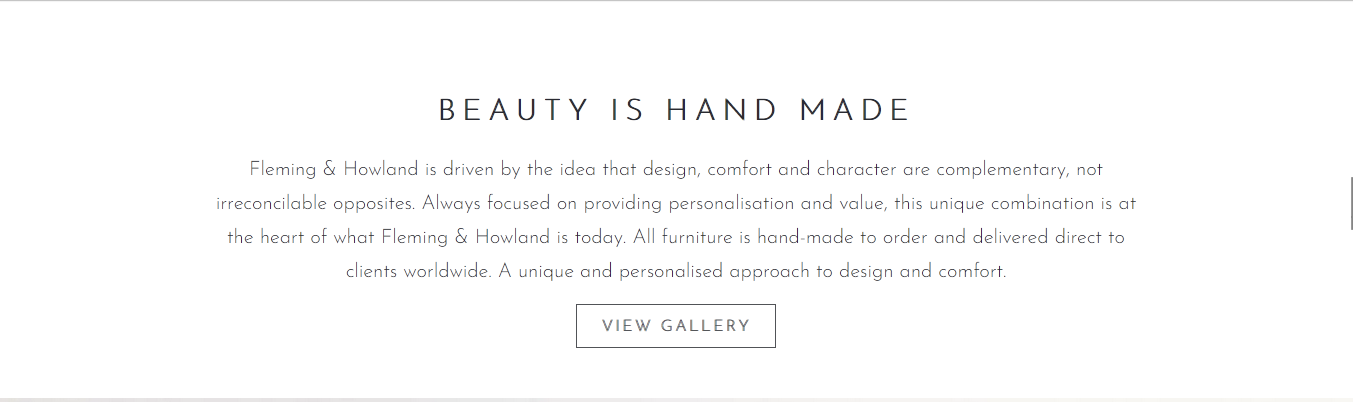 BEAUTY IS HAND MADE
Fleming & Howland is driven by the idea that design, comfort and character are complementary, not
irreconcilable opposites. Always focused on providing personalisation and value, this unique combination is at
the heart of what Fleming & Howland is today. All furniture is hand-made to order and delivered direct to
clients worldwide. A unique and personalised approach to design and comfort.
VIEW GALLERY